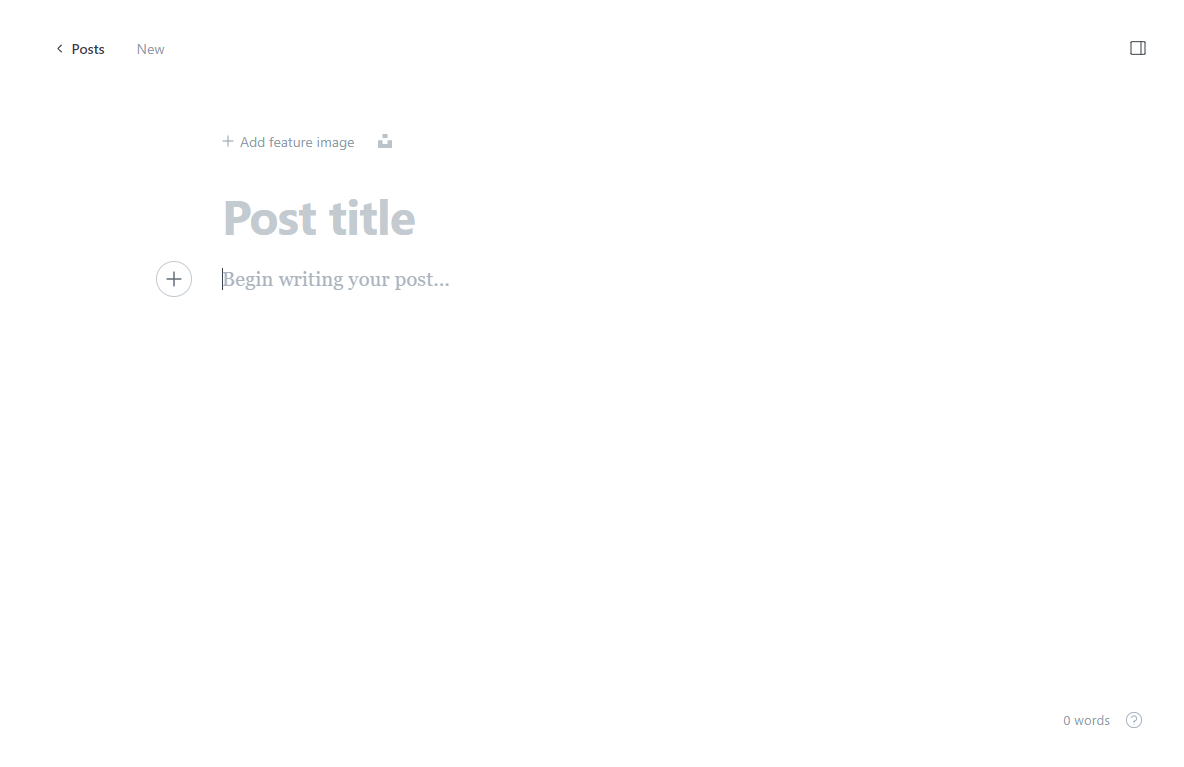 Posts New
Add feature image
Post title
Begin writing your post...
0 words